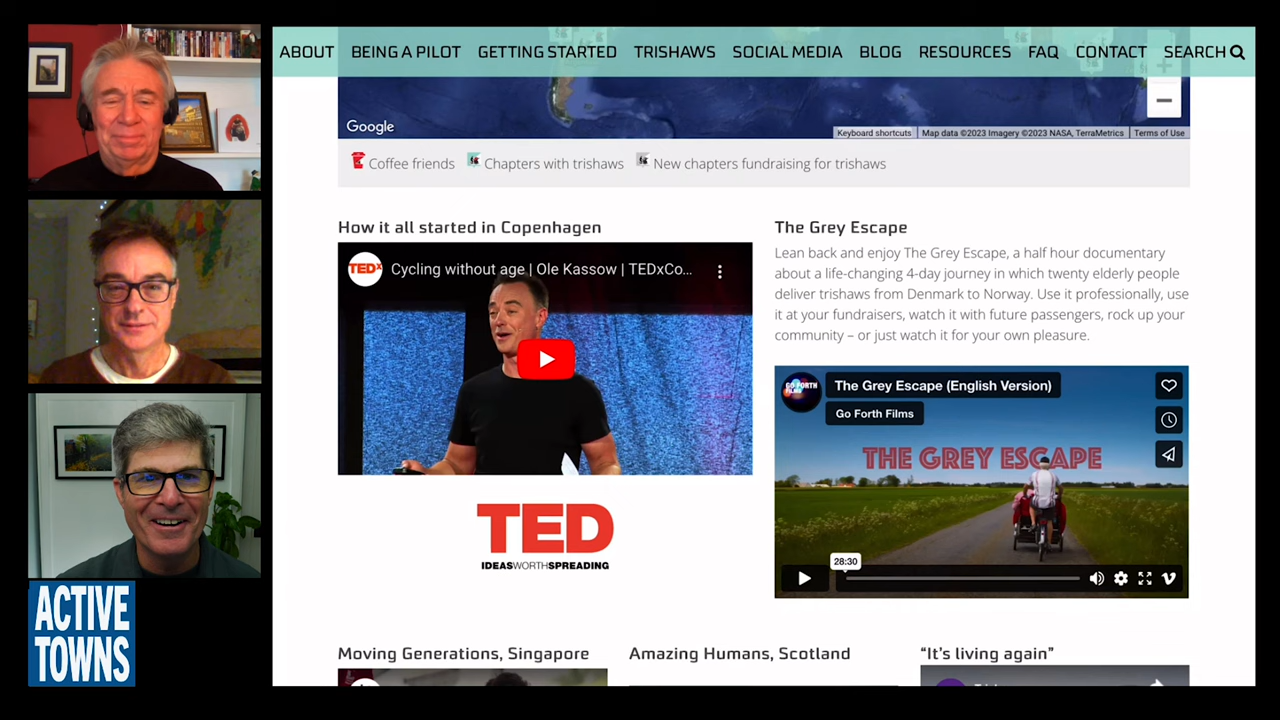 ABOUT BEING A PILOT GETTING STARTED TRISHAWS SOCIAL MEDIA BLOG RESOURCES FAQ CONTACT SEARCH
Google
Keyboard shortcuts Map data ©2023 Imagery ©2023 NASA, TerraMetrics Terms of Use
Coffee friends Chapters with trishaws New chapters fundraising for trishaws
How it all started in Copenhagen
TEDx
Cycling without age | Ole Kassow | TEDxCo...
TED
IDEAS WORTH SPREADING
The Grey Escape
Lean back and enjoy The Grey Escape, a half hour documentary
about a life-changing 4-day journey in which twenty elderly people
deliver trishaws from Denmark to Norway. Use it professionally, use
it at your fundraisers, watch it with future passengers, rock up your
community – or just watch it for your own pleasure.
GO FORTH
FILMS
The Grey Escape (English Version)
Go Forth Films
THE GREY ESCAPE
28:30
Moving Generations, Singapore
Amazing Humans, Scotland
“It’s living again”
ACTIVE
TOWNS